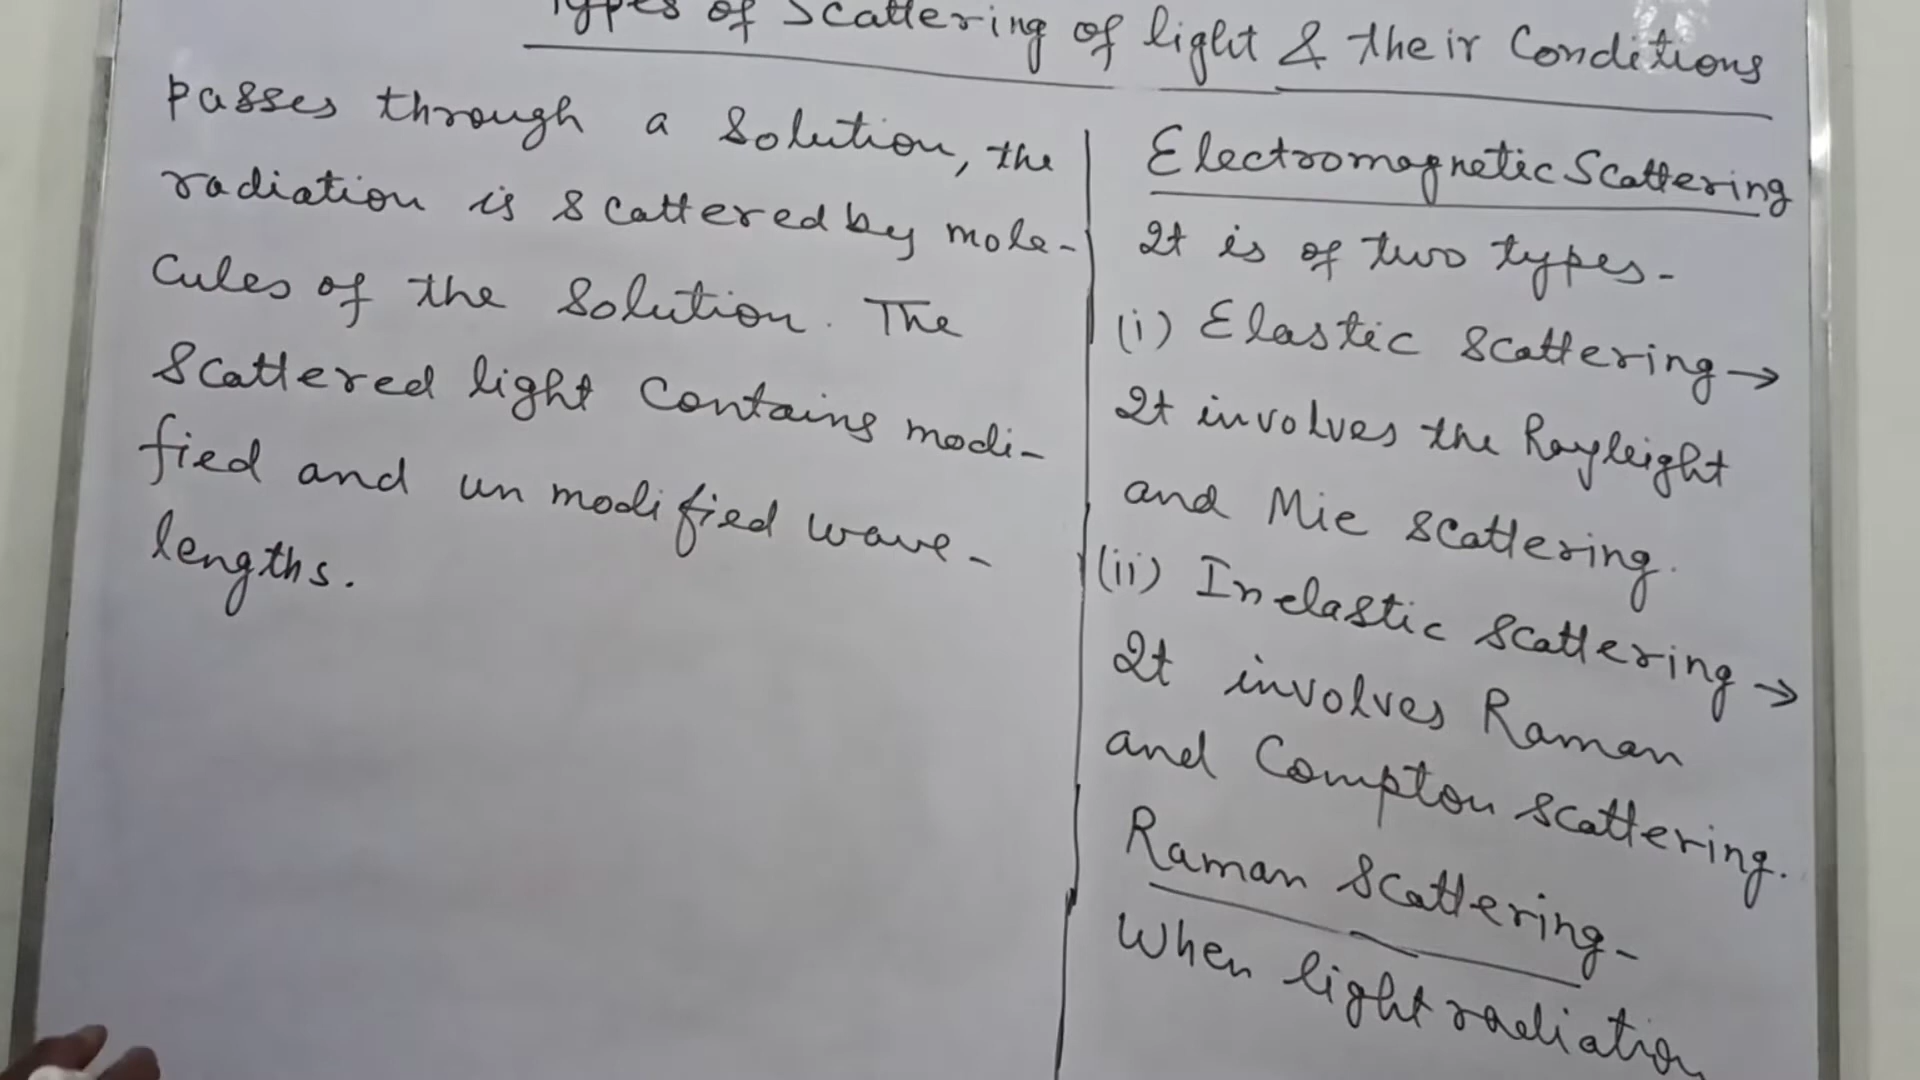 Types of Scattering of light & their Conditions
passes through a solution, the
radiation is scattered by mole-
cules of the solution. The
scattered light contains modi-
fied and unmodified wave-
lengths.
Electromagnetic Scattering
It is of two types-
(i) Elastic scattering →
It involves the Rayleight
and Mie scattering.
(ii) Inelastic scattering →
It involves Raman
and Compton scattering.
Raman Scattering-
When light radiation